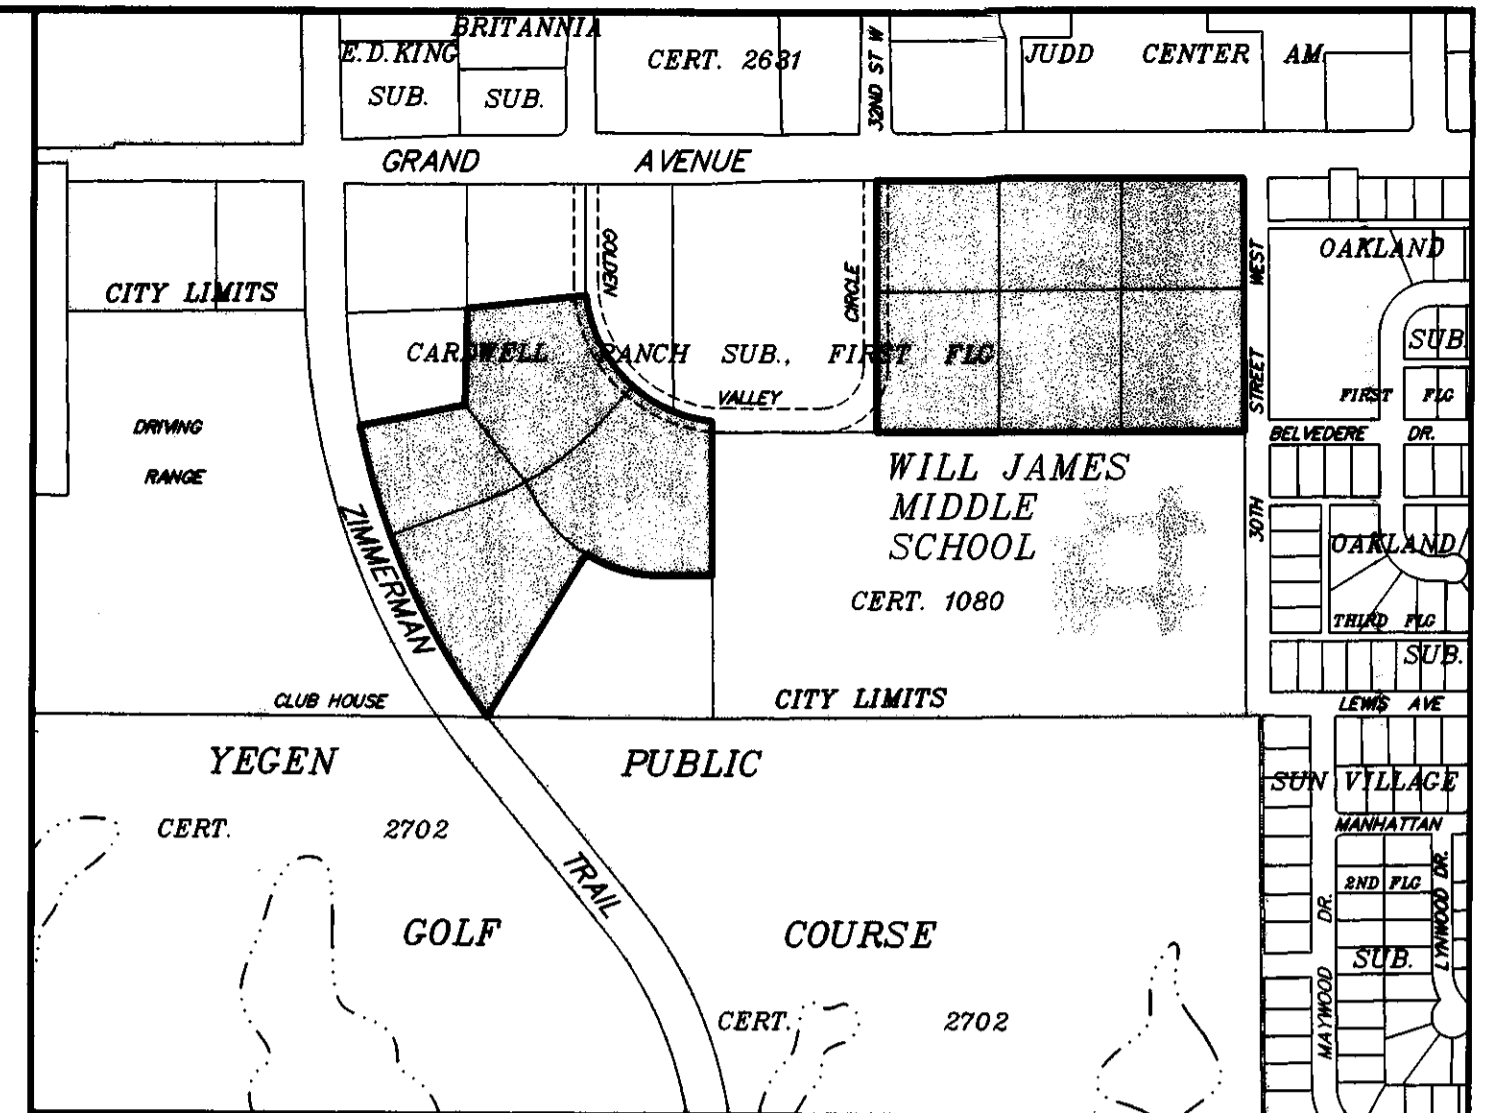 BRITANNIA
E.D.KING
SUB.
SUB.
CERT. 2631
32ND ST W
JUDD CENTER AM.
GRAND AVENUE
GOLDEN
CIRCLE
WEST
OAKLAND
CITY LIMITS
CARDWELL RANCH SUB., FIRST FLG
SUB.
VALLEY
STREET
FIRST FLG
DRIVING
RANGE
BELVEDERE DR.
WILL JAMES
MIDDLE
SCHOOL
30TH
OAKLAND
ZIMMERMAN
CERT. 1080
THIRD FLG
SUB.
CLUB HOUSE
CITY LIMITS
LEWIS AVE
YEGEN PUBLIC
SUN VILLAGE
CERT. 2702
MANHATTAN
TRAIL
2ND FLG
LYNWOOD DR.
DR.
GOLF COURSE
SUB.
MAYWOOD
CERT. 2702